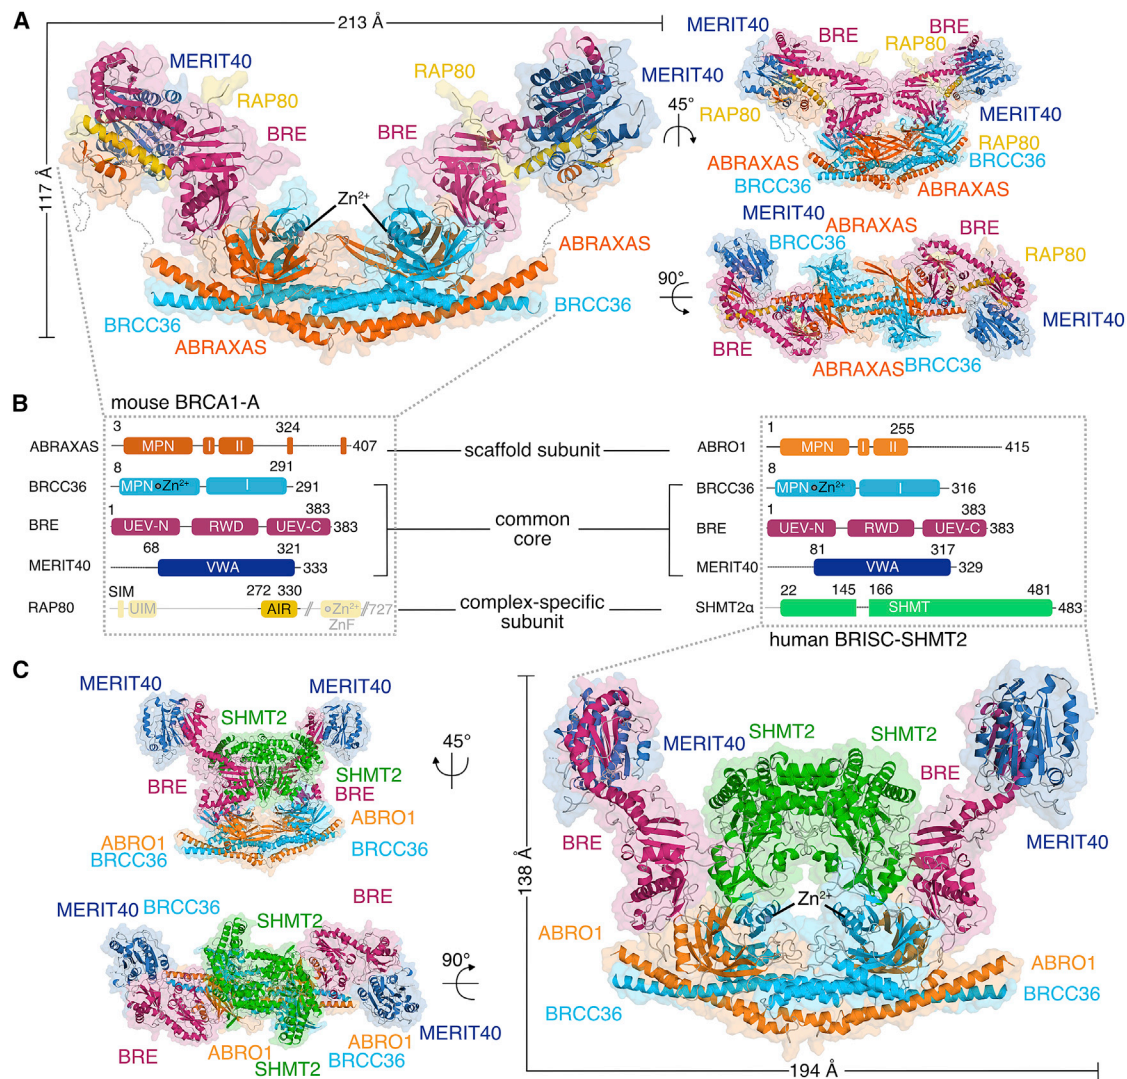 A
213 Å
117 Å
MERIT40
RAP80
BRE
BRE
RAP80
MERIT40
Zn²⁺
ABRAXAS
BRCC36
BRCC36
ABRAXAS
45°
BRE
BRE
RAP80
MERIT40
RAP80
MERIT40
RAP80
ABRAXAS
BRCC36
BRCC36
ABRAXAS
90°
MERIT40
ABRAXAS
BRE
BRCC36
RAP80
MERIT40
BRE
BRCC36
ABRAXAS
B
mouse BRCA1-A
3 324
ABRAXAS MPN I II 407
8 291
BRCC36 MPN Zn²⁺ I 291
1 383
BRE UEV-N RWD UEV-C 383
68 321
MERIT40 VWA 333
SIM 272 330
RAP80 UIM AIR // Zn²⁺ // 727
ZnF
scaffold subunit
common
core
complex-specific
subunit
1 255
ABRO1 MPN I II 415
8
BRCC36 MPN Zn²⁺ I 316
1 383
BRE UEV-N RWD UEV-C 383
81 317
MERIT40 VWA 329
22 145 166 481
SHMT2α SHMT 483
human BRISC-SHMT2
C
MERIT40
MERIT40
SHMT2
SHMT2
BRE
BRE
ABRO1
ABRO1
BRCC36
BRCC36
45°
MERIT40
BRCC36
SHMT2
BRE
90°
BRE
ABRO1
SHMT2
ABRO1
BRCC36
MERIT40
138 Å
194 Å
MERIT40
SHMT2
SHMT2
BRE
BRE
MERIT40
Zn²⁺
ABRO1
ABRO1
BRCC36
BRCC36